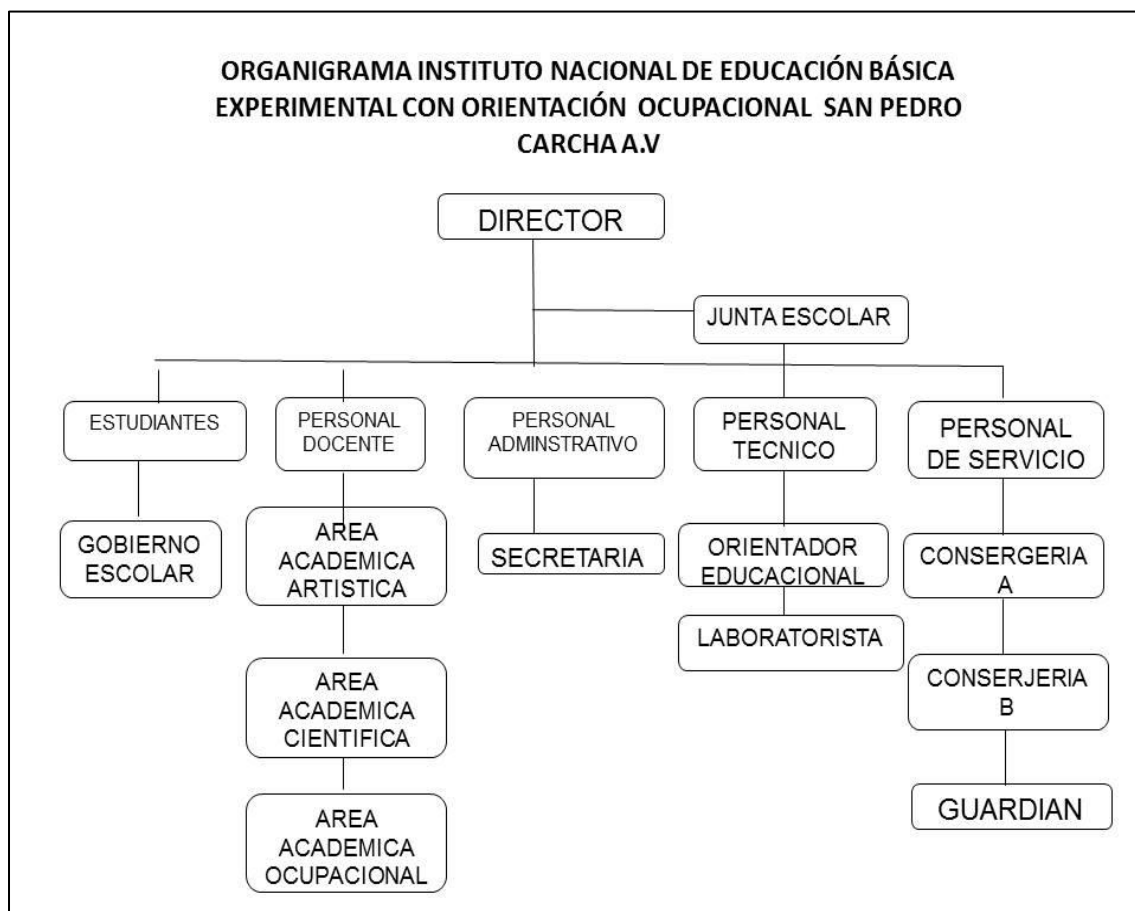 ORGANIGRAMA INSTITUTO NACIONAL DE EDUCACIÓN BÁSICA
EXPERIMENTAL CON ORIENTACIÓN OCUPACIONAL SAN PEDRO
CARCHA A.V
DIRECTOR
JUNTA ESCOLAR
ESTUDIANTES
PERSONAL
DOCENTE
PERSONAL
ADMINSTRATIVO
PERSONAL
TECNICO
PERSONAL
DE SERVICIO
GOBIERNO
ESCOLAR
AREA
ACADEMICA
ARTISTICA
SECRETARIA
ORIENTADOR
EDUCACIONAL
CONSERGERIA
A
LABORATORISTA
AREA
ACADEMICA
CIENTIFICA
CONSERJERIA
B
GUARDIAN
AREA
ACADEMICA
OCUPACIONAL